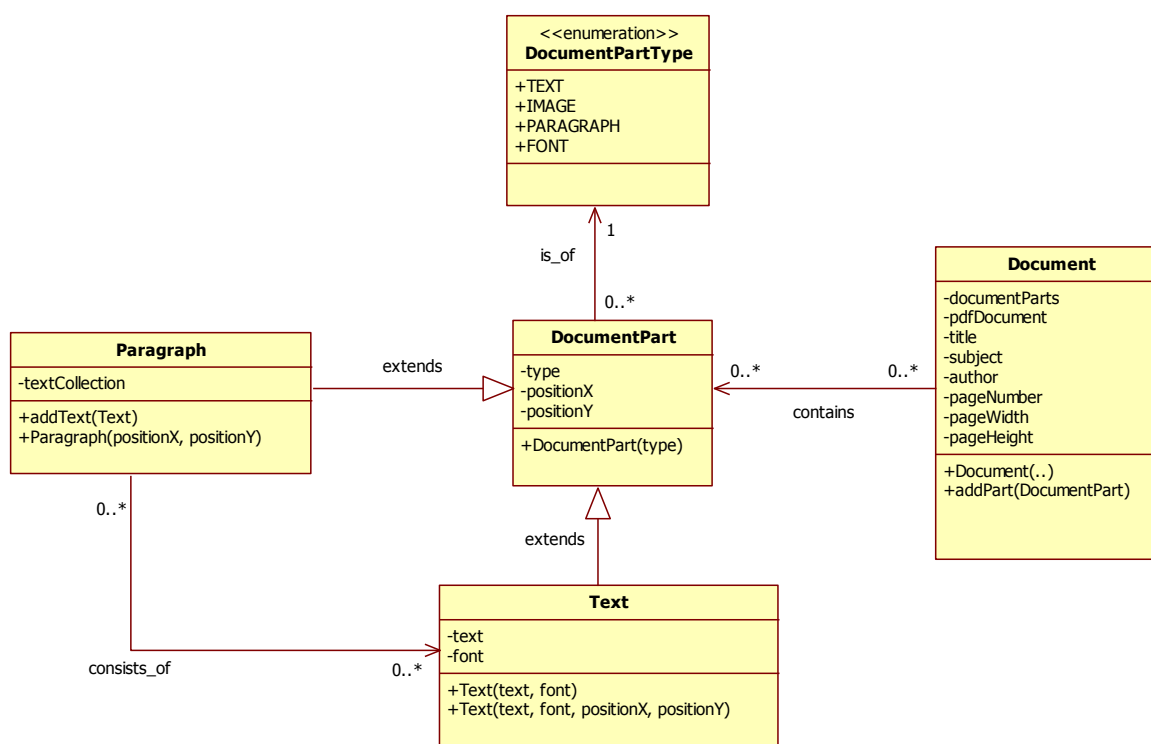 <<enumeration>>
DocumentPartType
+TEXT
+IMAGE
+PARAGRAPH
+FONT
1
is_of
0..*
Document
-documentParts
-pdfDocument
-title
-subject
-author
-pageNumber
-pageWidth
-pageHeight
+Document(..)
+addPart(DocumentPart)
Paragraph
-textCollection
+addText(Text)
+Paragraph(positionX, positionY)
extends
DocumentPart
-type
-positionX
-positionY
+DocumentPart(type)
0..*
0..*
contains
0..*
extends
Text
-text
-font
+Text(text, font)
+Text(text, font, positionX, positionY)
consists_of
0..*